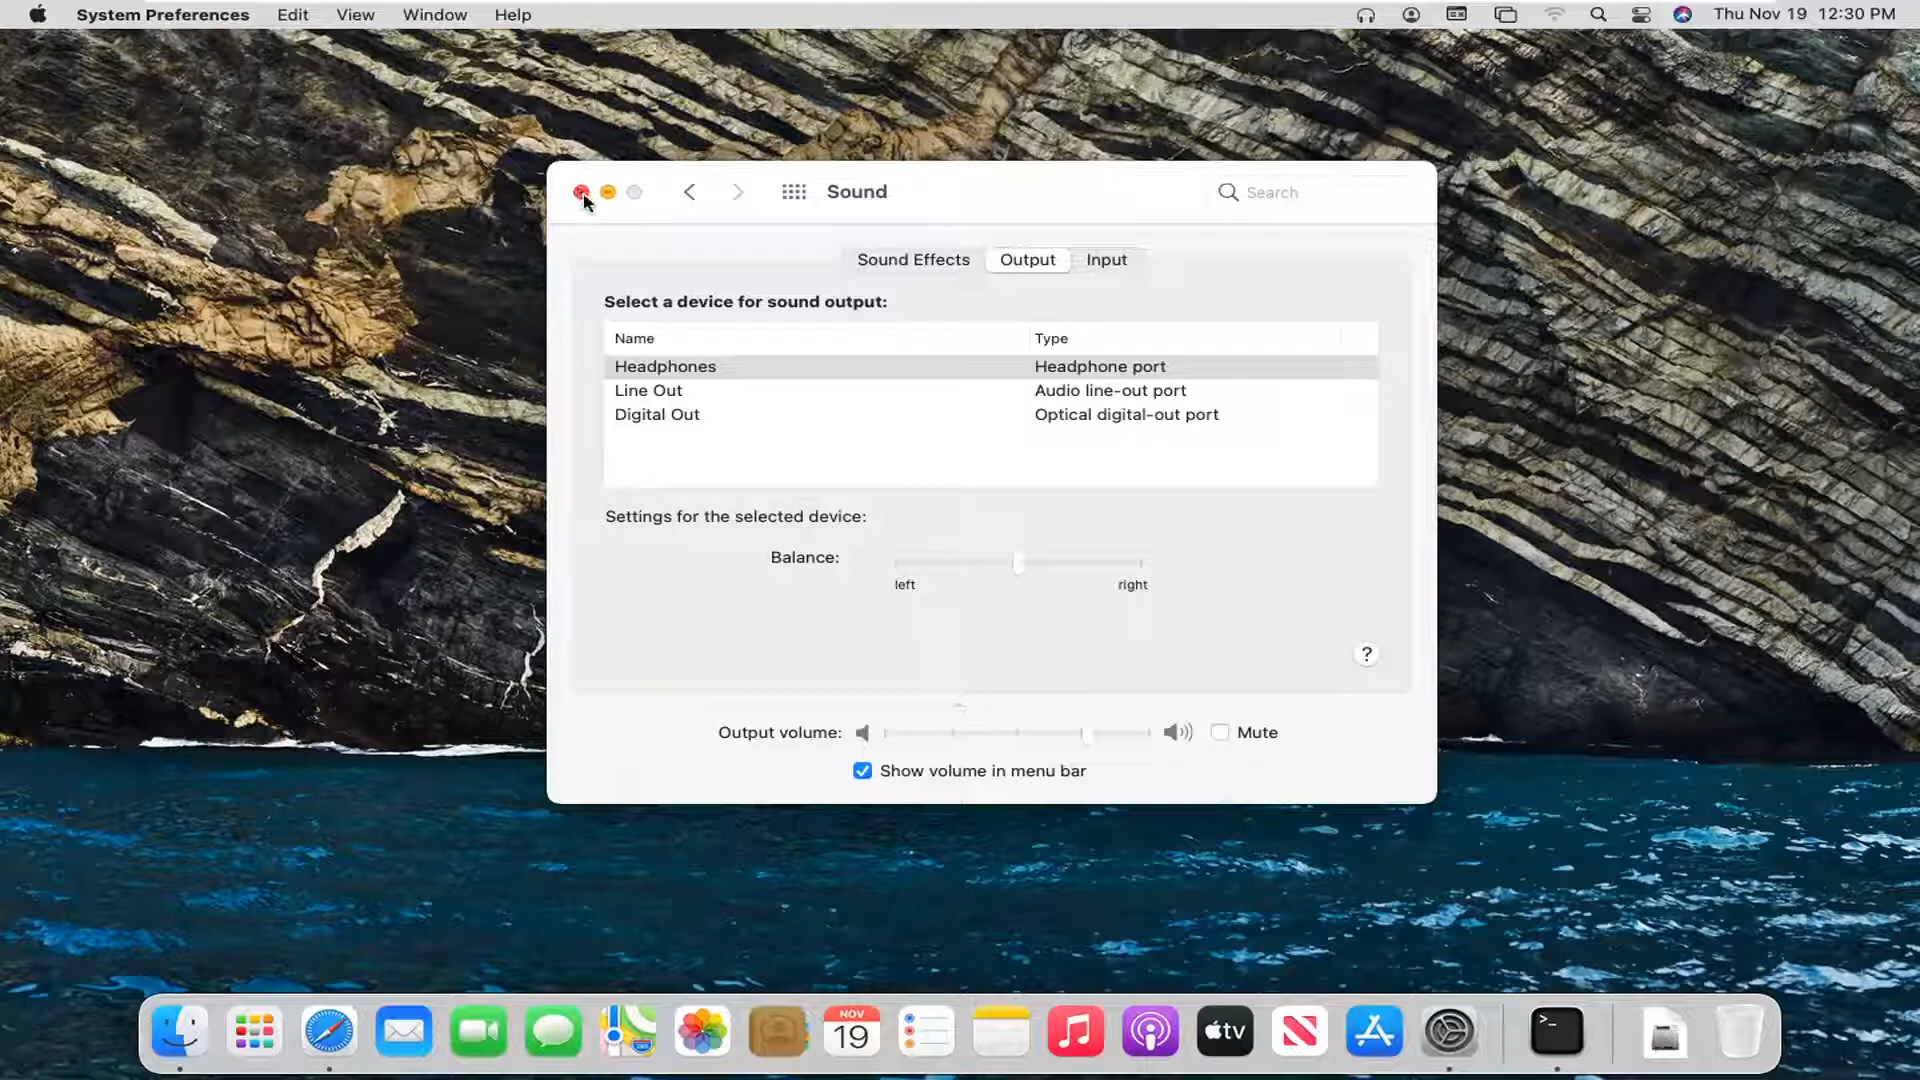 System Preferences Edit View Window Help Thu Nov 19 12:30 PM
Sound
Search
Sound Effects Output Input
Select a device for sound output:
Name Type
Headphones Headphone port
Line Out Audio line-out port
Digital Out Optical digital-out port
Settings for the selected device:
Balance:
left right
?
Output volume: Mute
Show volume in menu bar
NOV
19
tv
280
>_